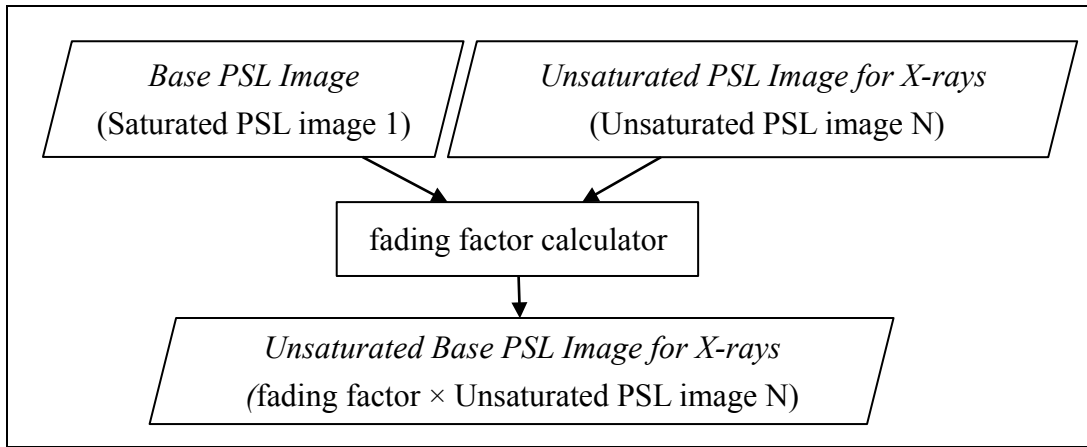 Base PSL Image
(Saturated PSL image 1)
Unsaturated PSL Image for X-rays
(Unsaturated PSL image N)
fading factor calculator
Unsaturated Base PSL Image for X-rays
(fading factor × Unsaturated PSL image N)